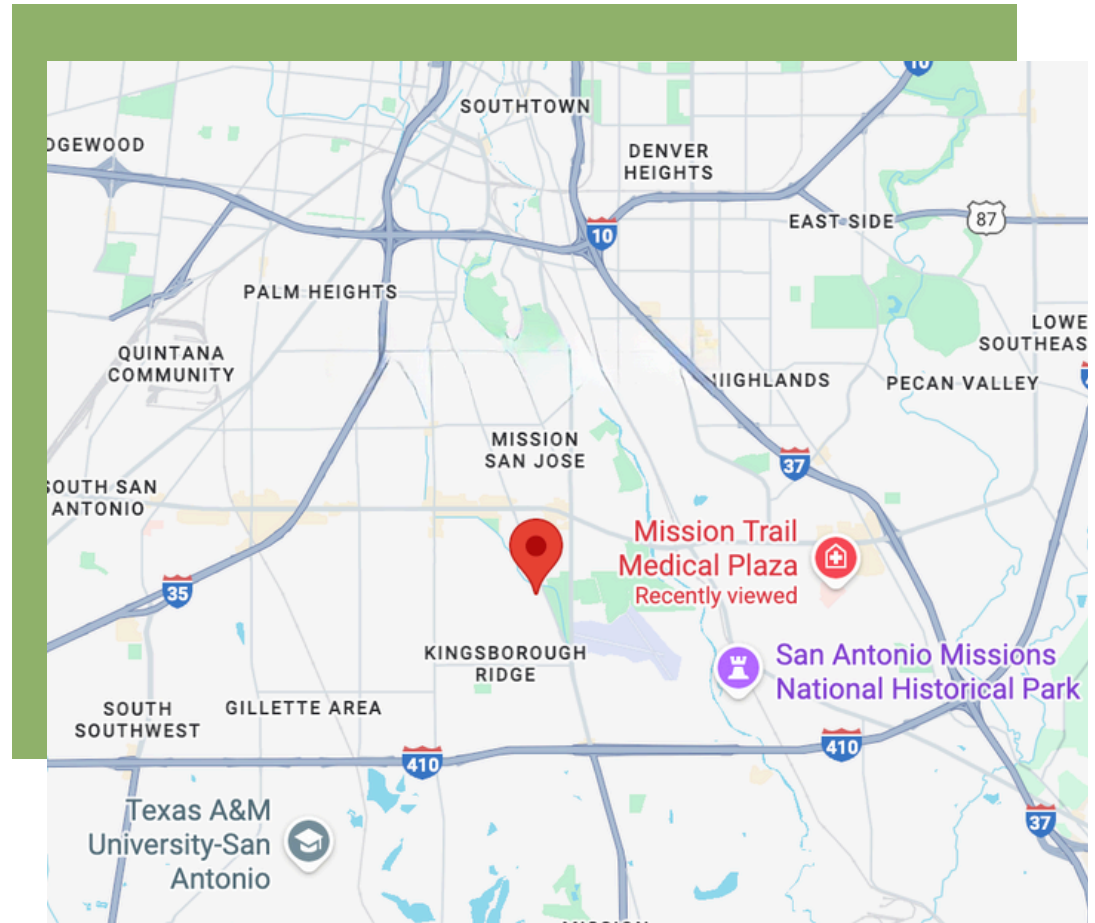 10
SOUTHTOWN
DGEWOOD
DENVER
HEIGHTS
EAST SIDE
87
10
PALM HEIGHTS
LOWE
SOUTHEAS
QUINTANA
COMMUNITY
HIGHLANDS
PECAN VALLEY
MISSION
SAN JOSE
37
SOUTH SAN
ANTONIO
Mission Trail
Medical Plaza
Recently viewed
35
KINGSBOROUGH
RIDGE
San Antonio Missions
National Historical Park
SOUTH
SOUTHWEST
GILLETTE AREA
410
410
Texas A&M
University-San
Antonio
37